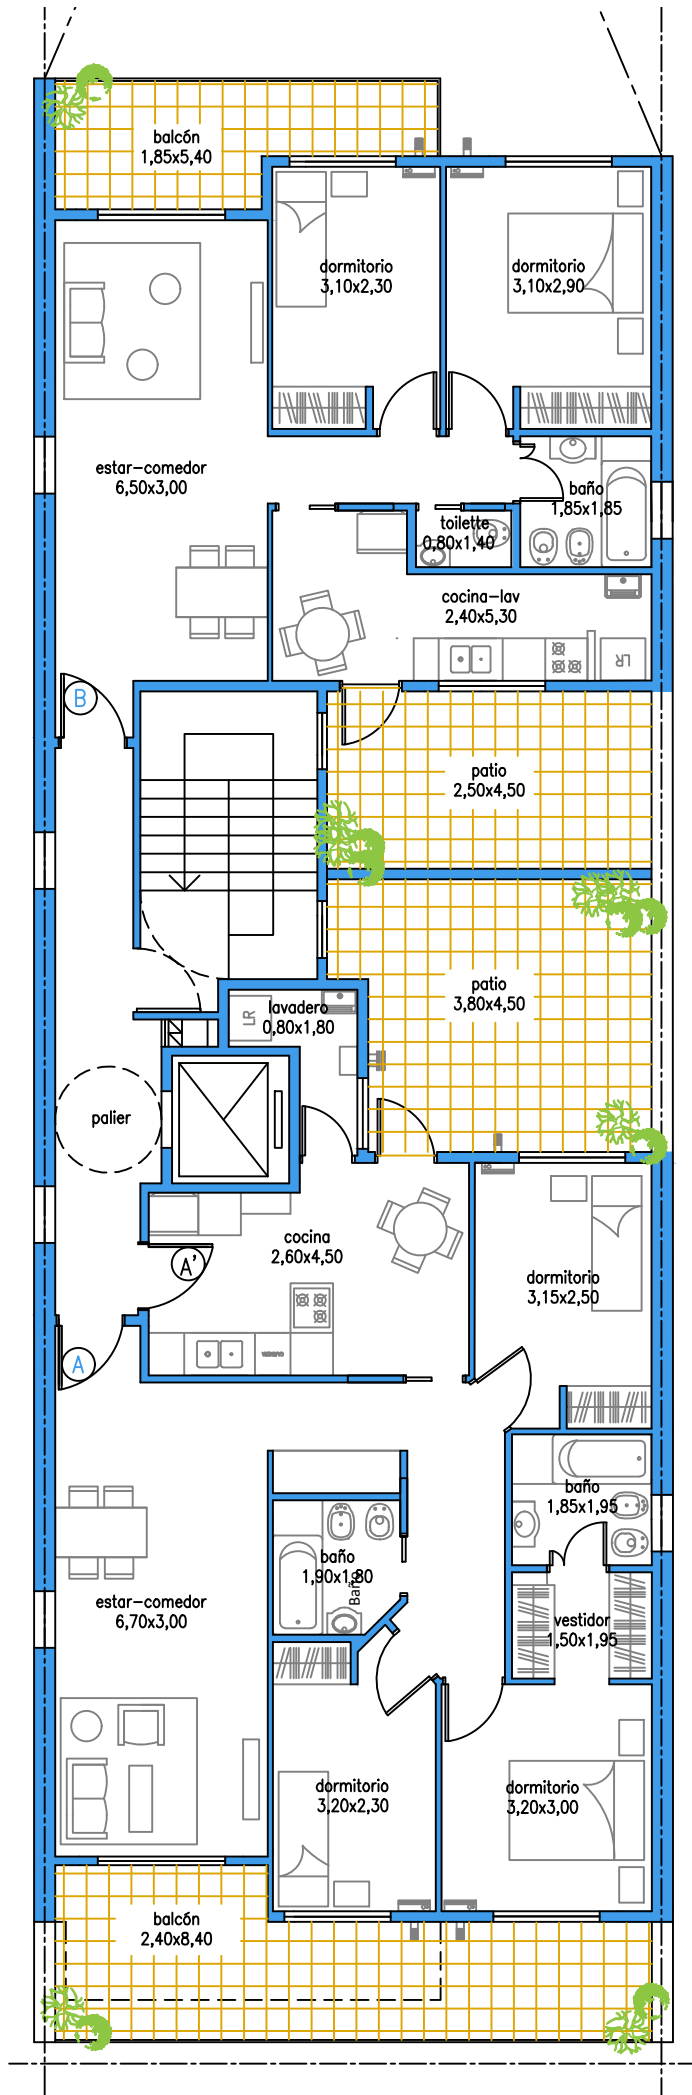 balcón
1,85x5,40
dormitorio
3,10x2,30
dormitorio
3,10x2,90
estar-comedor
6,50x3,00
baño
1,85x1,85
toilette
0,80x1,40
cocina-lav
2,40x5,30
LR
B
patio
2,50x4,50
patio
3,80x4,50
lavadero
0,80x1,80
LR
palier
cocina
2,60x4,50
A'
dormitorio
3,15x2,50
A
baño
1,85x1,95
baño
1,90x1,80
Baño
estar-comedor
6,70x3,00
vestidor
1,50x1,95
dormitorio
3,20x2,30
dormitorio
3,20x3,00
balcón
2,40x8,40